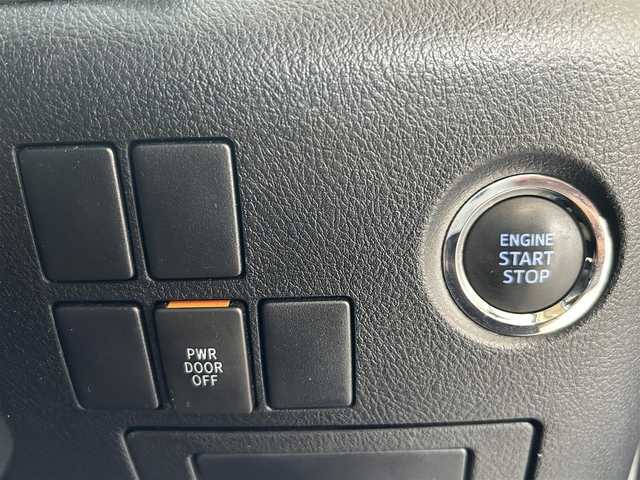 ENGINE
START
STOP
PWR
DOOR
OFF